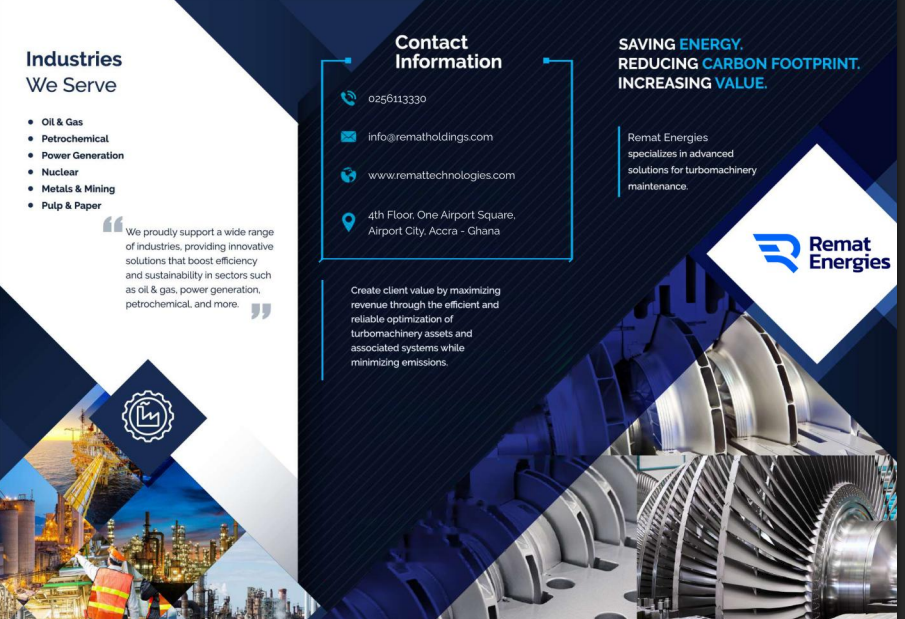 Industries
We Serve
Oil & Gas
Petrochemical
Power Generation
Nuclear
Metals & Mining
Pulp & Paper
We proudly support a wide range
of industries, providing innovative
solutions that boost efficiency
and sustainability in sectors such
as oil & gas, power generation,
petrochemical, and more.
Contact
Information
0256113330
info@rematholdings.com
www.remattechnologies.com
4th Floor, One Airport Square,
Airport City, Accra - Ghana
Create client value by maximizing
revenue through the efficient and
reliable optimization of
turbomachinery assets and
associated systems while
minimizing emissions.
SAVING ENERGY.
REDUCING CARBON FOOTPRINT.
INCREASING VALUE.
Remat Energies
specializes in advanced
solutions for turbomachinery
maintenance.
Remat
Energies